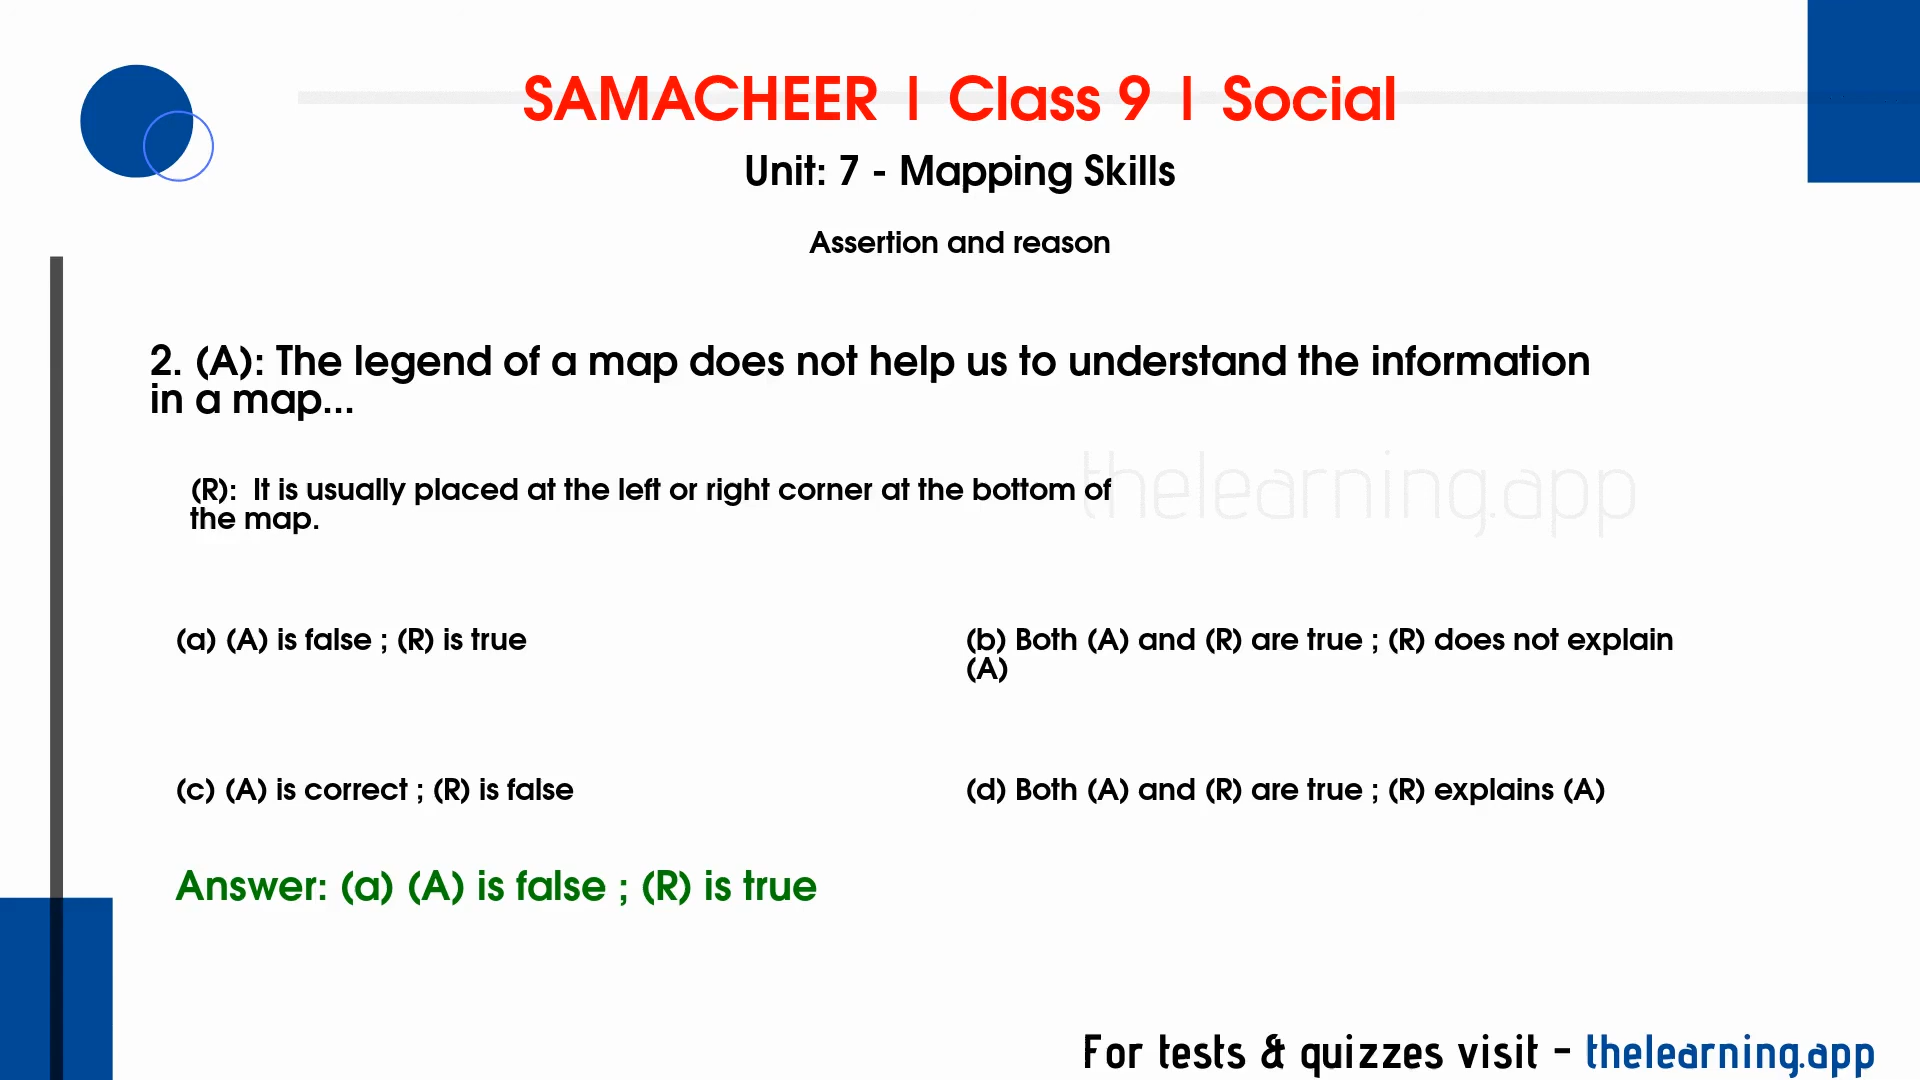 SAMACHEER | Class 9 | Social
Unit: 7 - Mapping Skills
Assertion and reason
2. (A): The legend of a map does not help us to understand the information
in a map...
thelearning.app
(R):  It is usually placed at the left or right corner at the bottom of
the map.
(a) (A) is false ; (R) is true
(b) Both (A) and (R) are true ; (R) does not explain
(A)
(c) (A) is correct ; (R) is false
(d) Both (A) and (R) are true ; (R) explains (A)
Answer: (a) (A) is false ; (R) is true
For tests & quizzes visit - thelearning.app